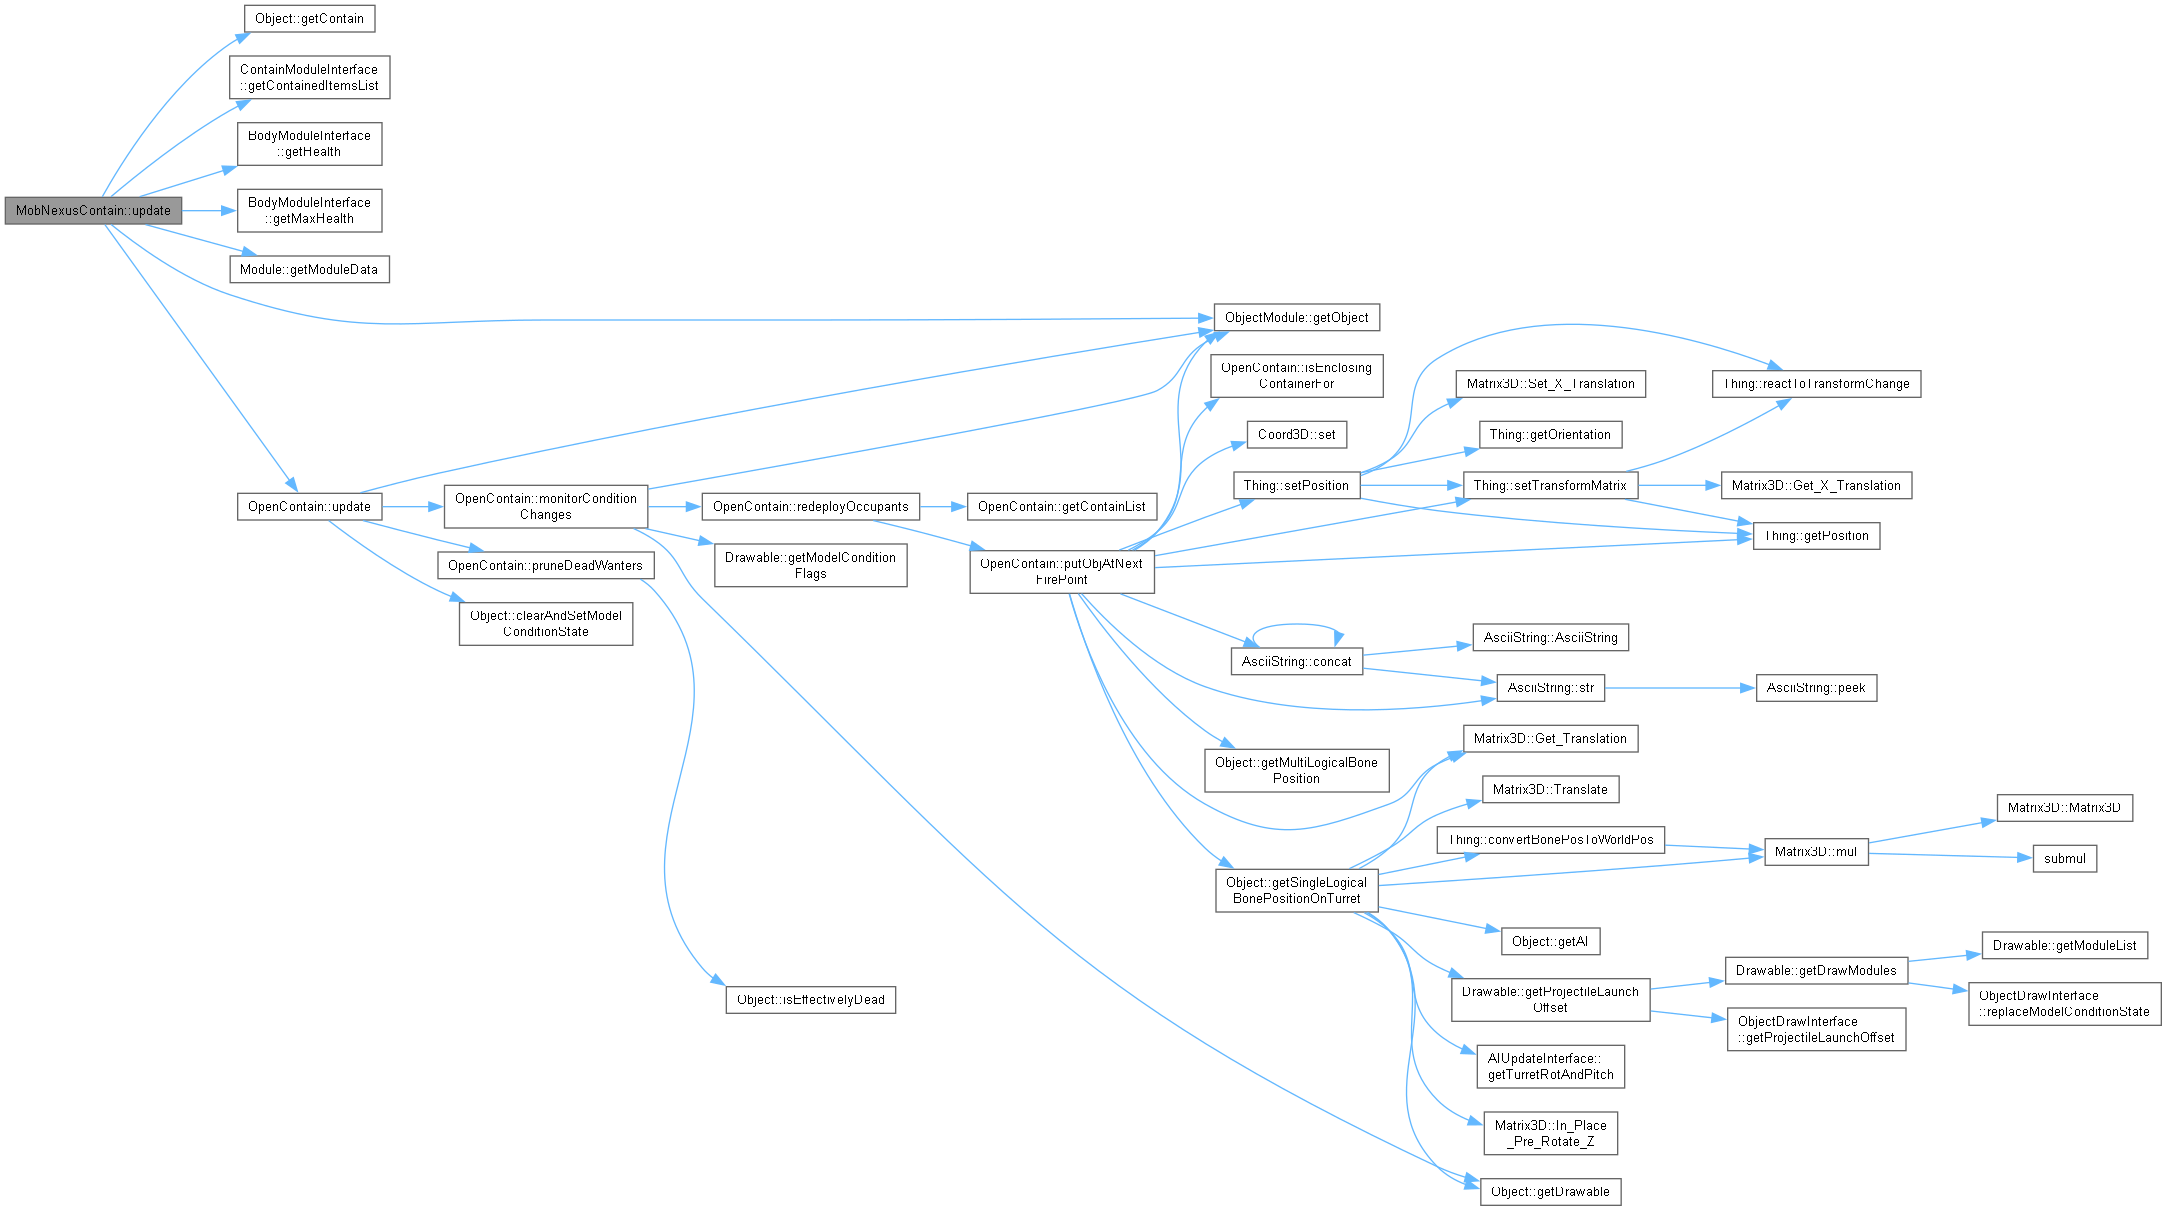 Object::getContain
ContainModuleInterface
::getContainedItemsList
BodyModuleInterface
::getHealth
BodyModuleInterface
::getMaxHealth
MobNexusContain::update
Module::getModuleData
ObjectModule::getObject
OpenContain::isEnclosing
ContainerFor
Matrix3D::Set_X_Translation
Thing::reactToTransformChange
Coord3D::set
Thing::getOrientation
Thing::setPosition
Thing::setTransformMatrix
Matrix3D::Get_X_Translation
OpenContain::update
OpenContain::monitorCondition
Changes
OpenContain::redeployOccupants
OpenContain::getContainList
Thing::getPosition
OpenContain::pruneDeadWanters
Drawable::getModelCondition
Flags
OpenContain::putObjAtNext
FirePoint
Object::clearAndSetModel
ConditionState
AsciiString::AsciiString
AsciiString::concat
AsciiString::str
AsciiString::peek
Matrix3D::Get_Translation
Object::getMultiLogicalBone
Position
Matrix3D::Translate
Matrix3D::Matrix3D
Thing::convertBonePosToWorldPos
Matrix3D::mul
submul
Object::getSingleLogical
BonePositionOnTurret
Object::getAI
Drawable::getModuleList
Drawable::getDrawModules
Drawable::getProjectileLaunch
Offset
ObjectDrawInterface
::replaceModelConditionState
Object::isEffectivelyDead
ObjectDrawInterface
::getProjectileLaunchOffset
AIUpdateInterface::
getTurretRotAndPitch
Matrix3D::In_Place
_Pre_Rotate_Z
Object::getDrawable